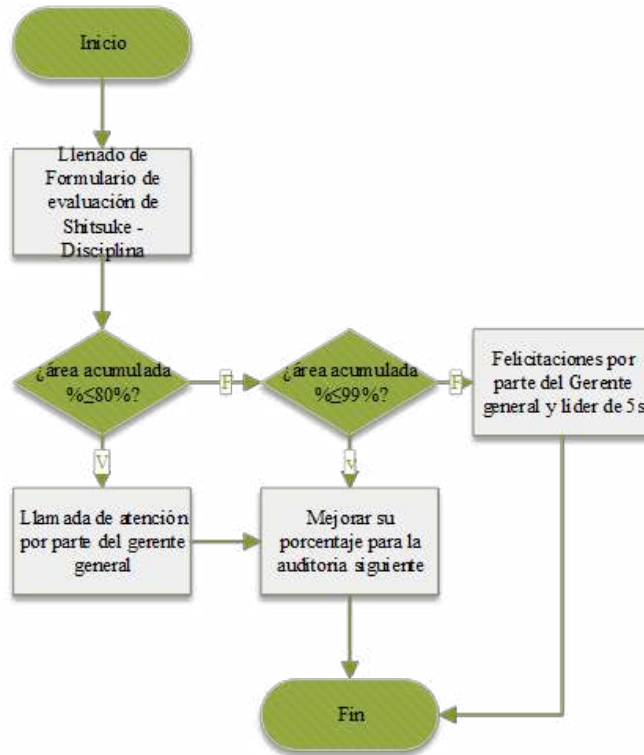 Inicio
Llenado de
Formulario de
evaluación de
Shitsuke -
Disciplina
¿área acumulada
%≤80%?
F
¿área acumulada
%≤99%?
F
Felicitaciones por
parte del Gerente
general y lider de 5s
V
v
Llamada de atención
por parte del gerente
general
Mejorar su
porcentaje para la
auditoria siguiente
Fin